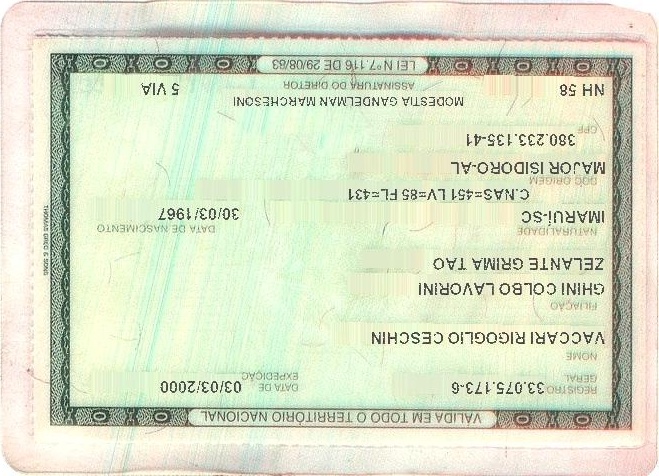 VALIDA EM TODO O TERRITÓRIO NACIONAL
REGISTRO GERAL 33.075.173-6 DATA DE EXPEDIÇÃO 03/03/2000
NOME
VACCARI RIGOGLIO CESCHIN
FILIAÇÃO
GHINI COLBO LAVORINI
ZELANTE GRIMA TAO
NATURALIDADE DATA DE NASCIMENTO
IMARUí-SC 30/03/1967
C.NAS=451 LV=85 FL=431
DOC ORIGEM
MAJOR ISIDORO-AL
CPF
380.233.135-41
MODESTIA GANDELMAN MARCHESONI
NH 58 ASSINATURA DO DIRETOR 5 VIA
LEI Nº 7.116 DE 29/08/83
THOMAS GREG & SONS